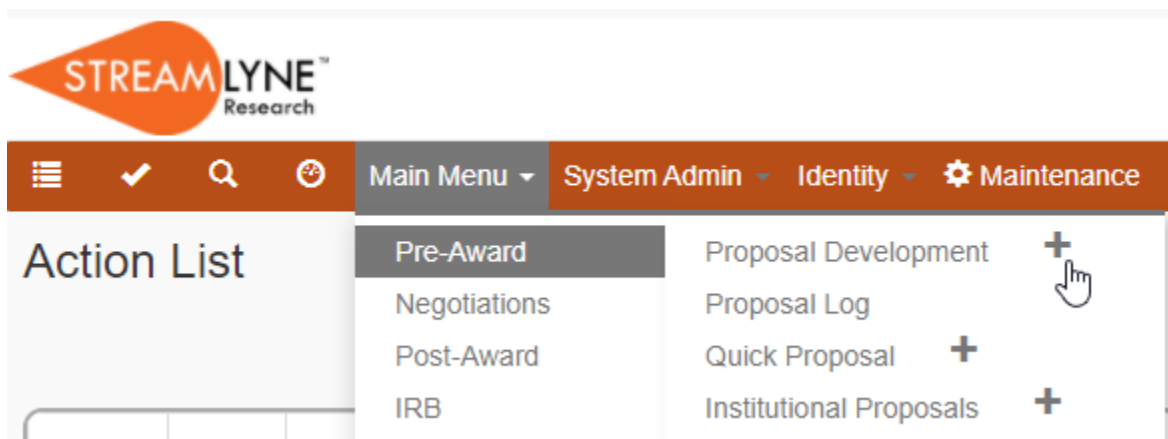 STREAMLYNE™
Research
Main Menu System Admin Identity Maintenance
Action List
Pre-Award
Negotiations
Post-Award
IRB
Proposal Development
Proposal Log
Quick Proposal
Institutional Proposals